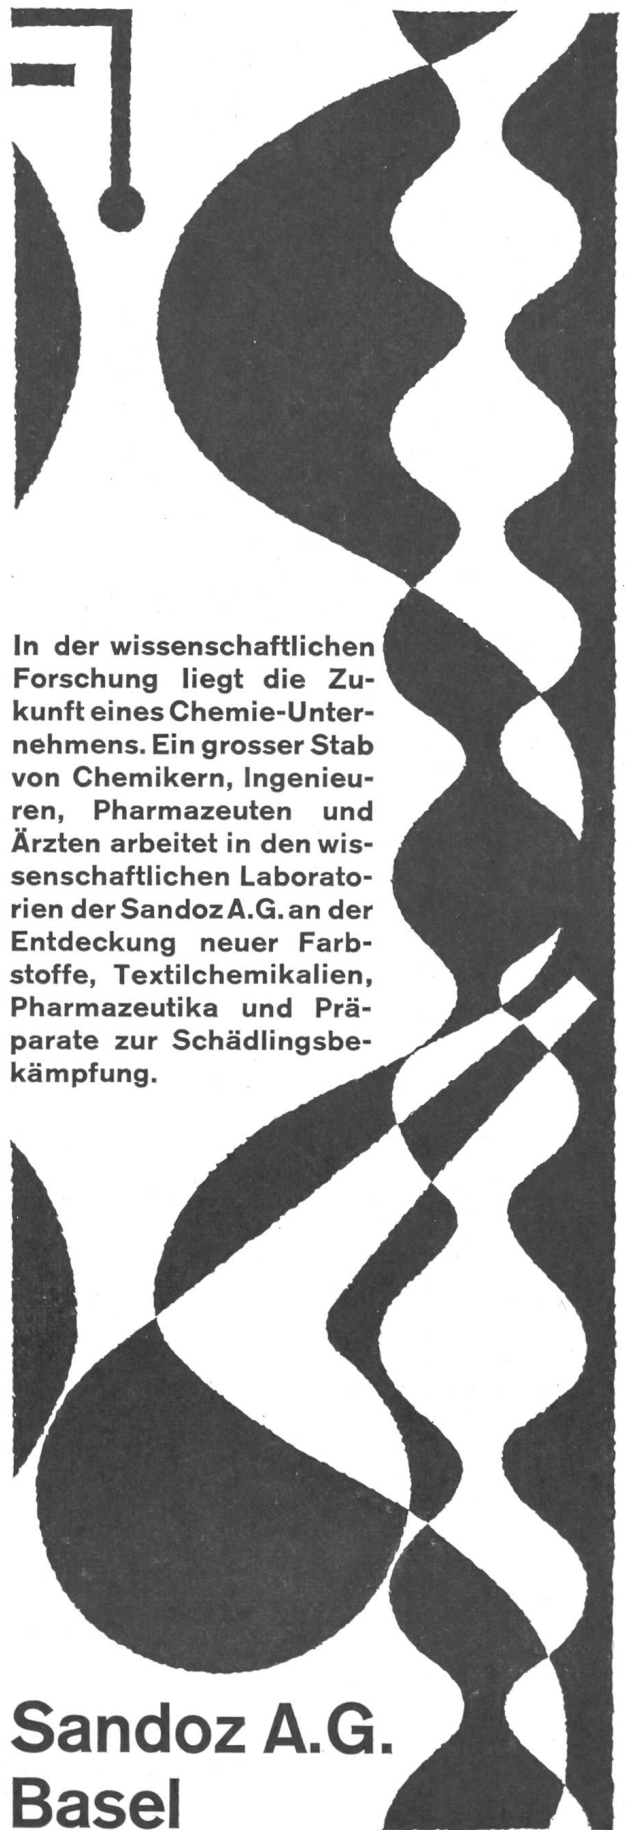 In der wissenschaftlichen
Forschung liegt die Zu-
kunft eines Chemie-Unter-
nehmens. Ein grosser Stab
von Chemikern, Ingenieu-
ren, Pharmazeuten und
Ärzten arbeitet in den wis-
senschaftlichen Laborato-
rien der Sandoz A.G. an der
Entdeckung neuer Farb-
stoffe, Textilchemikalien,
Pharmazeutika und Prä-
parate zur Schädlingsbe-
kämpfung.
Sandoz A.G.
Basel